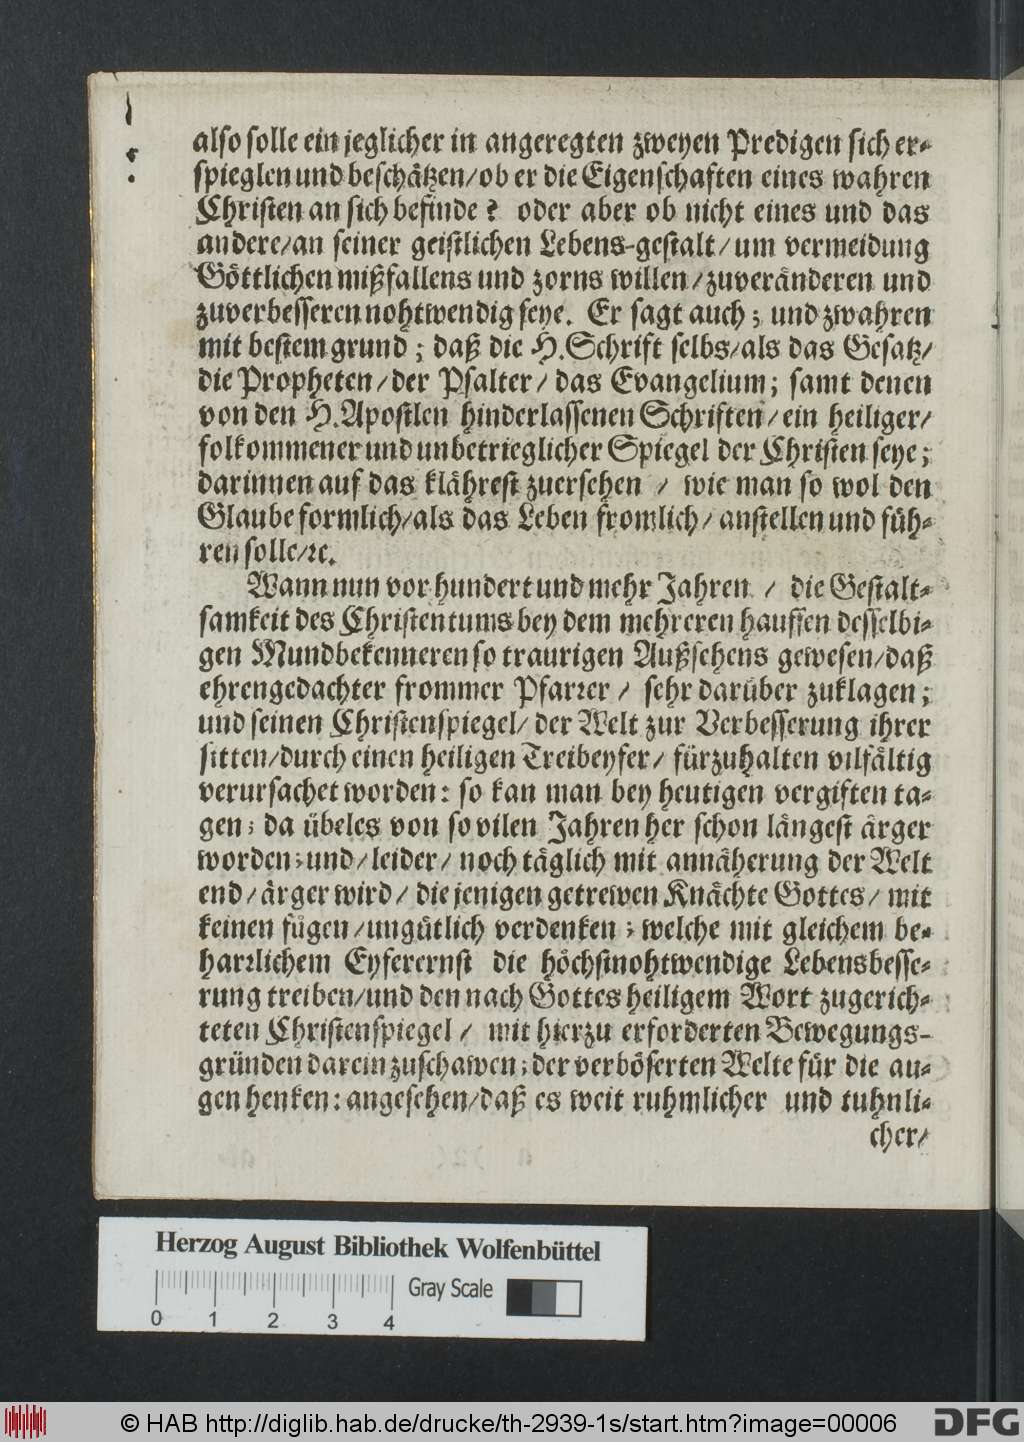 also solle ein jeglicher in angeregten zweyen Predigen sich er-
spieglen und beschätzen/ob er die Eigenschaften eines wahren
Christen an sich befinde? oder aber ob nicht eines und das
andere/an seiner geistlichen Lebens-gestalt/um vermeidung
Göttlichen mißfallens und zorns willen/zuveränderen und
zuverbesseren nohtwendig seye. Er sagt auch; und zwahren
mit bestem grund; daß die H.Schrift selbs/als das Gesatz/
die Propheten/der Psalter/das Evangelium; samt denen
von den H.Apostlen hinderlassenen Schriften/ein heiliger/
folkommener und unbetrieglicher Spiegel der Christen seye;
darinnen auf das klährest zuersehen / wie man so wol den
Glaube formlich/als das Leben fromlich/anstellen und füh-
ren solle/ꝛc.
Wann nun vor hundert und mehr Jahren / die Gestalt-
samkeit des Christentums bey dem mehreren hauffen desselbi-
gen Mundbekenneren so traurigen Außsehens gewesen/daß
ehrengedachter frommer Pfarrer / sehr darüber zuklagen;
und seinen Christenspiegel/der Welt zur Verbesserung ihrer
sitten/durch einen heiligen Treibeyfer/ fürzuhalten vilfältig
verursachet worden: so kan man bey heutigen vergiften ta-
gen; da übeles von so vilen Jahren her schon längest ärger
worden; und/leider/noch täglich mit annäherung der Welt
end/ärger wird/die jenigen getrewen Knächte Gottes/mit
keinen fügen/ungütlich verdenken; welche mit gleichem be-
harrlichem Eyferernst die höchstnohtwendige Lebensbesse-
rung treiben/und den nach Gottes heiligem Wort zugerich-
teten Christenspiegel / mit hierzu erforderten Bewegungs-
gründen darein zuschawen; der verböserten Welte für die au-
gen henken: angesehen/daß es weit ruhmlicher und tuhnli-
cher/
Herzog August Bibliothek Wolfenbüttel
Gray Scale
0 1 2 3 4
© HAB http://diglib.hab.de/drucke/th-2939-1s/start.htm?image=00006
DFG